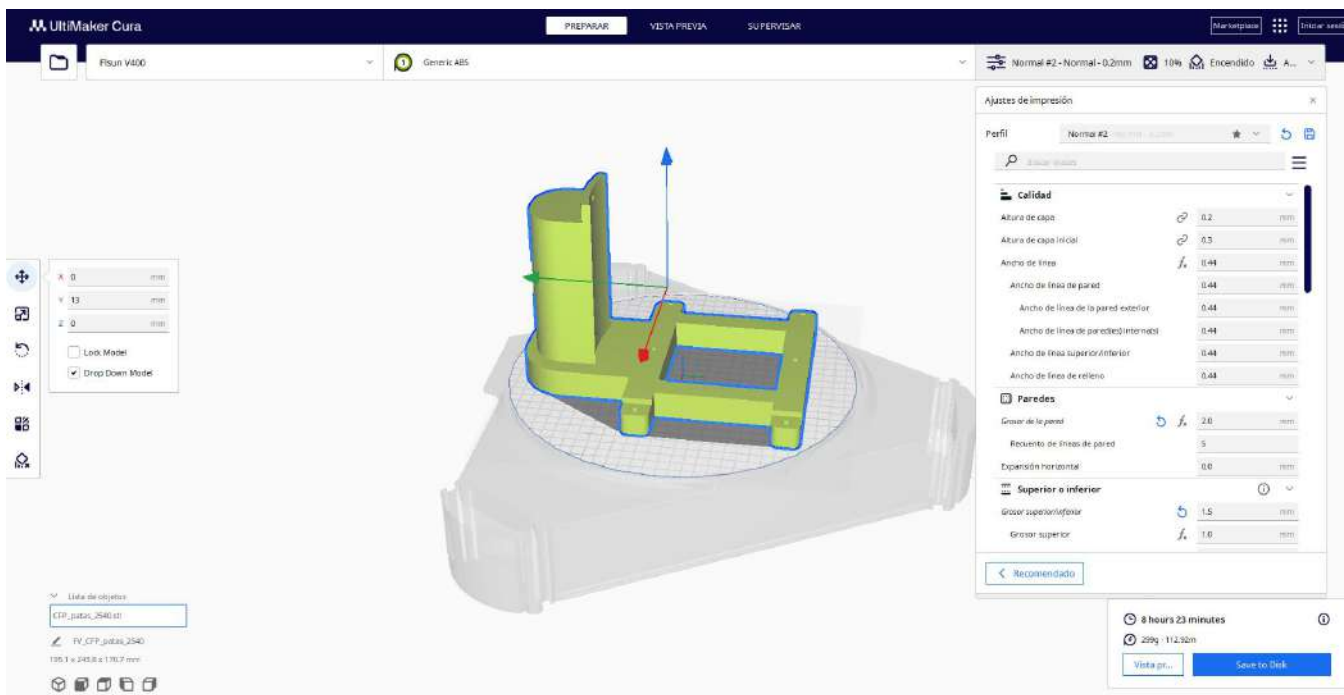 UltiMaker Cura
PREPARAR VISTA PREVIA SUPERVISAR Marketplace
Flsun V400 1 Generic ABS Normal #2 - Normal - 0.2mm 10% Encendido A...
Ajustes de impresión
Perfil Normal #2
Calidad
Altura de capa 0.2 mm
Altura de capa inicial 0.3 mm
Ancho de línea 0.44 mm
Ancho de línea de pared 0.44 mm
Ancho de línea de la pared exterior 0.44 mm
Ancho de línea de pared(es) interna(s) 0.44 mm
Ancho de línea superior/inferior 0.44 mm
Ancho de línea de relleno 0.44 mm
Paredes
Grosor de la pared 2.0 mm
Recuento de líneas de pared 5
Expansión horizontal 0.0 mm
Superior o inferior
Grosor superior/inferior 1.5 mm
Grosor superior 1.0 mm
Recomendado
X 0 mm
Y 13 mm
Z 0 mm
Lock Model
Drop Down Model
Lista de objetos
CFP_patas_2540.stl
FV_CFP_patas_2540
8 hours 23 minutes
299g · 112.92m
Vista pr... Save to Disk